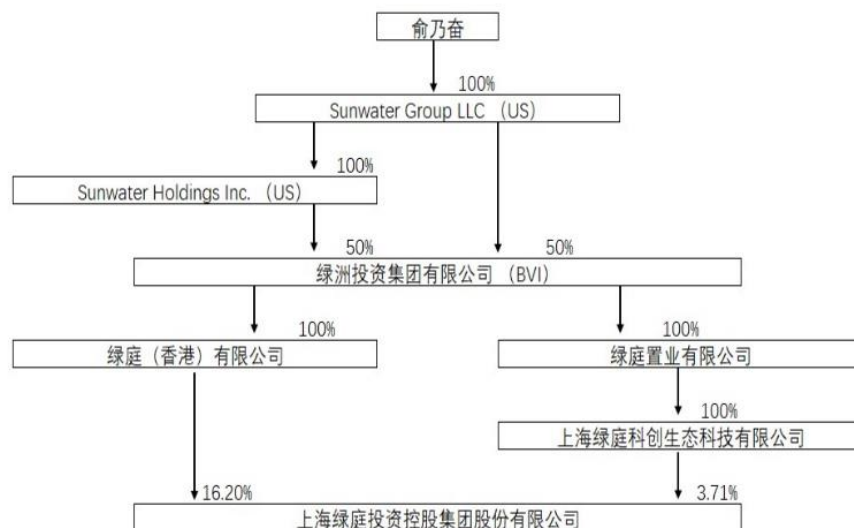 俞乃奋
100%
Sunwater Group LLC （US）
100%
Sunwater Holdings Inc. （US）
50%
50%
绿洲投资集团有限公司 （BVI）
100%
100%
绿庭（香港）有限公司
绿庭置业有限公司
100%
上海绿庭科创生态科技有限公司
16.20%
3.71%
上海绿庭投资控股集团股份有限公司